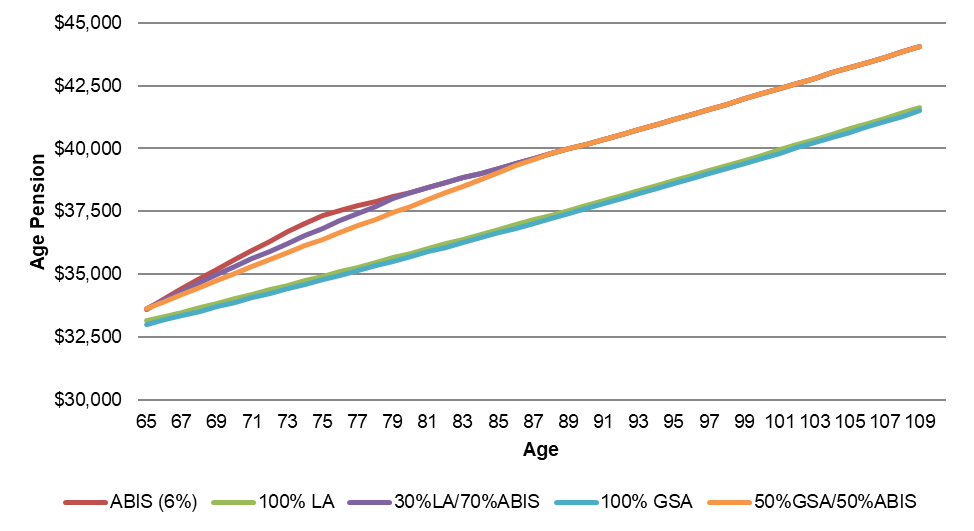 $45,000
$42,500
$40,000
$37,500
$35,000
$32,500
$30,000
Age Pension
65 67 69 71 73 75 77 79 81 83 85 87 89 91 93 95 97 99 101 103 105 107 109
Age
ABIS (6%) 100% LA 30%LA/70%ABIS 100% GSA 50%GSA/50%ABIS